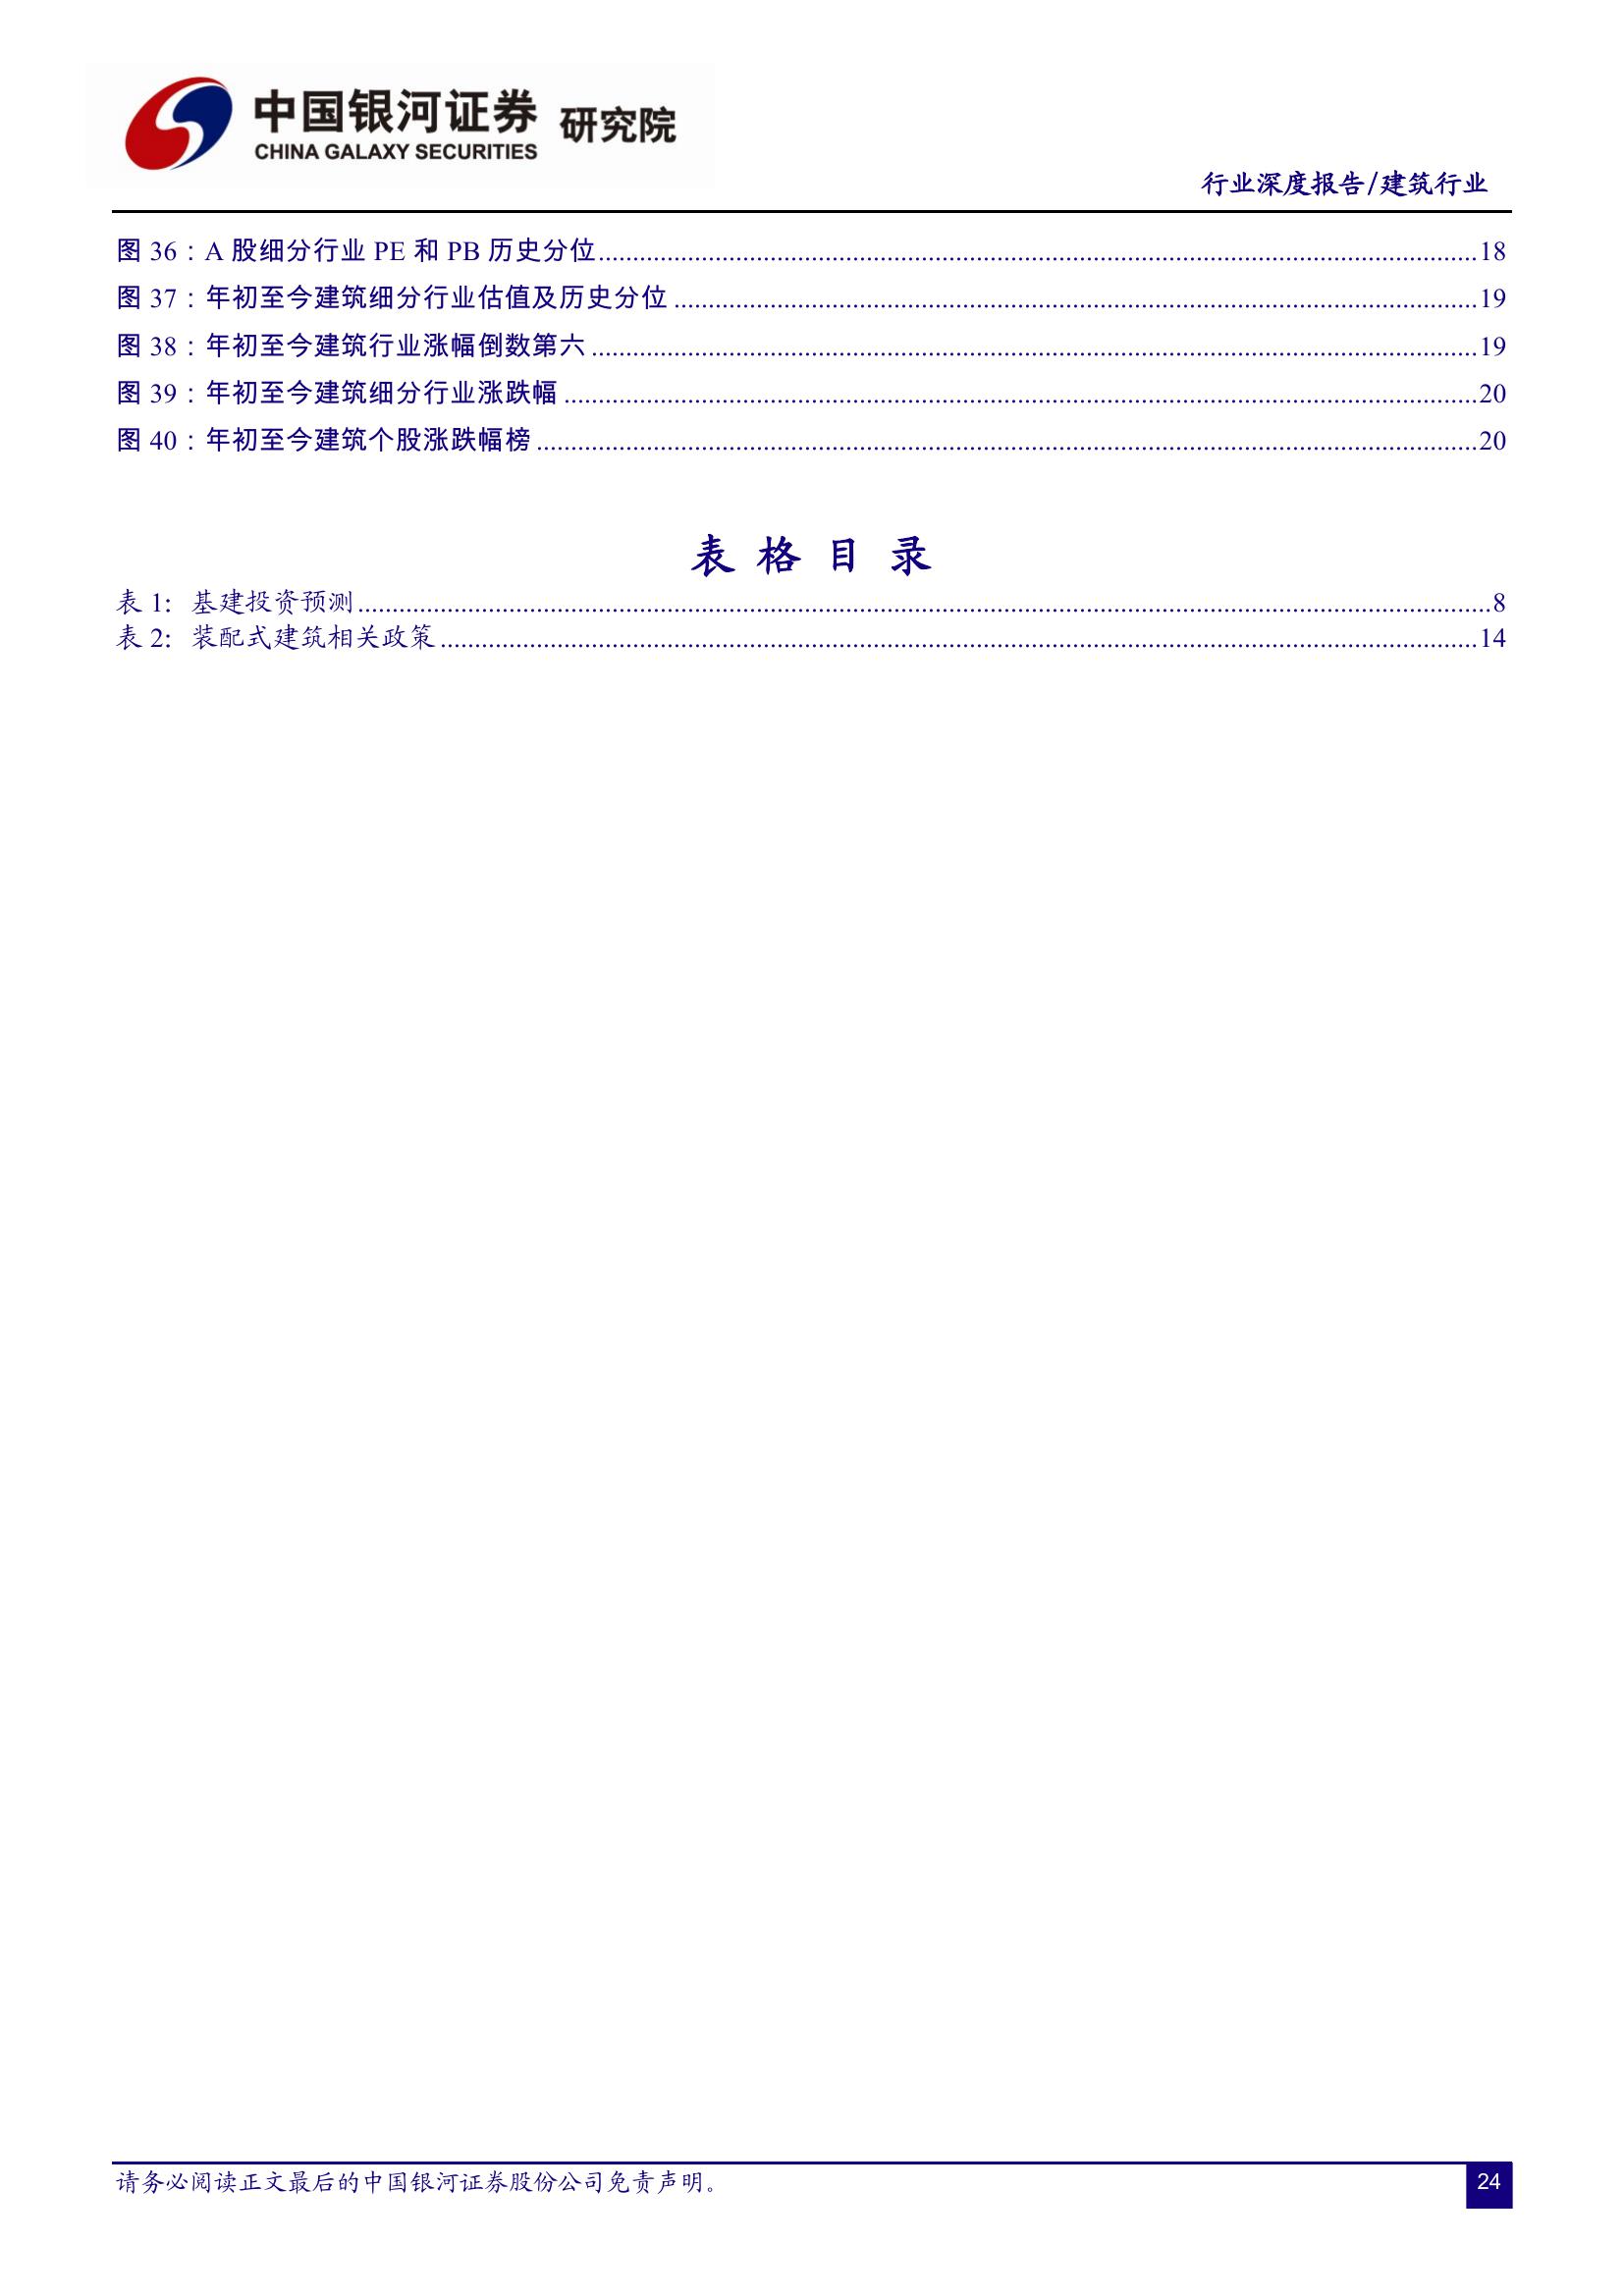 中国银河证券 研究院
CHINA GALAXY SECURITIES
行业深度报告/建筑行业
图 36：A 股细分行业 PE 和 PB 历史分位........................18
图 37：年初至今建筑细分行业估值及历史分位........................19
图 38：年初至今建筑行业涨幅倒数第六........................19
图 39：年初至今建筑细分行业涨跌幅........................20
图 40：年初至今建筑个股涨跌幅榜........................20
表 格 目 录
表 1：基建投资预测........................8
表 2：装配式建筑相关政策........................14
请务必阅读正文最后的中国银河证券股份公司免责声明。
24